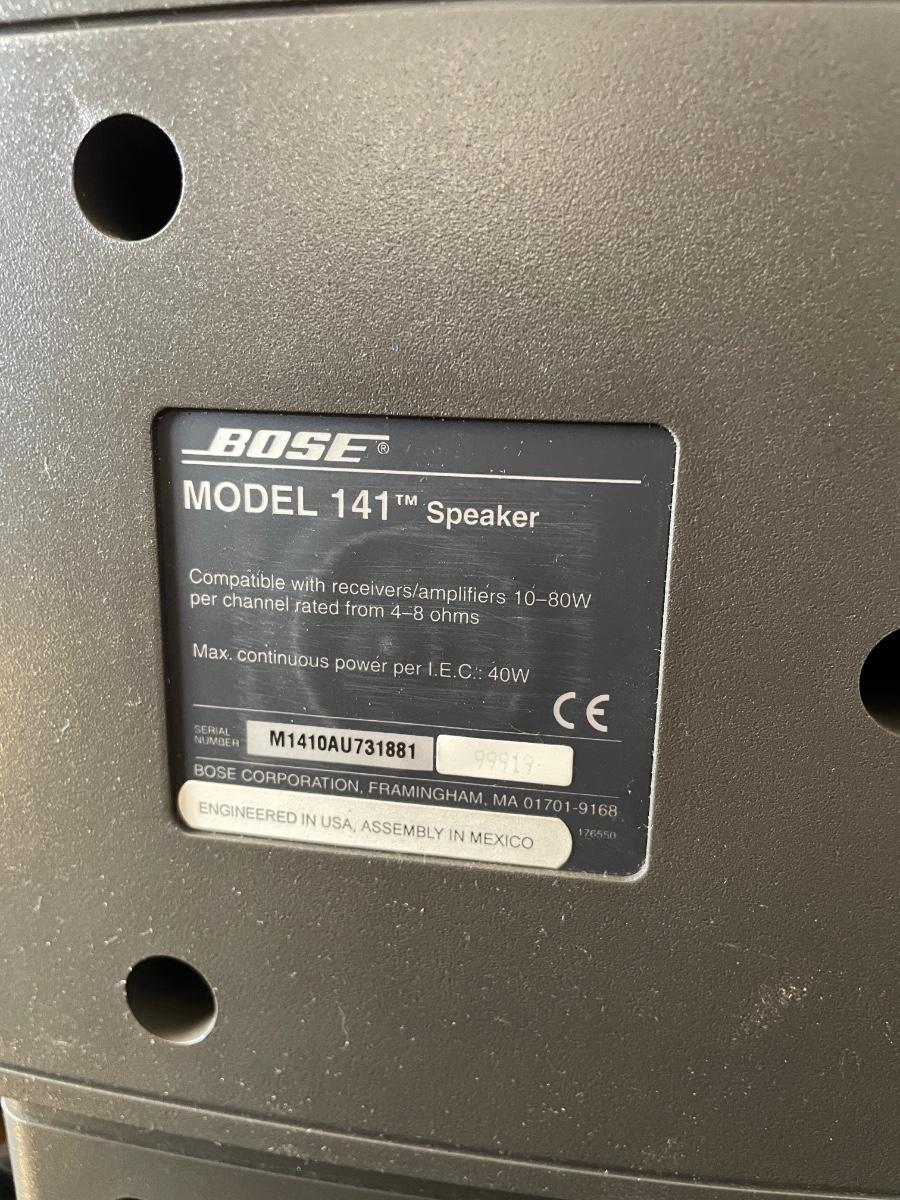 BOSE®
MODEL 141™ Speaker
Compatible with receivers/amplifiers 10–80W
per channel rated from 4–8 ohms
Max. continuous power per I.E.C.: 40W
CE
SERIAL
NUMBER
M1410AU731881
BOSE CORPORATION, FRAMINGHAM, MA 01701-9168
ENGINEERED IN USA, ASSEMBLY IN MEXICO
176550